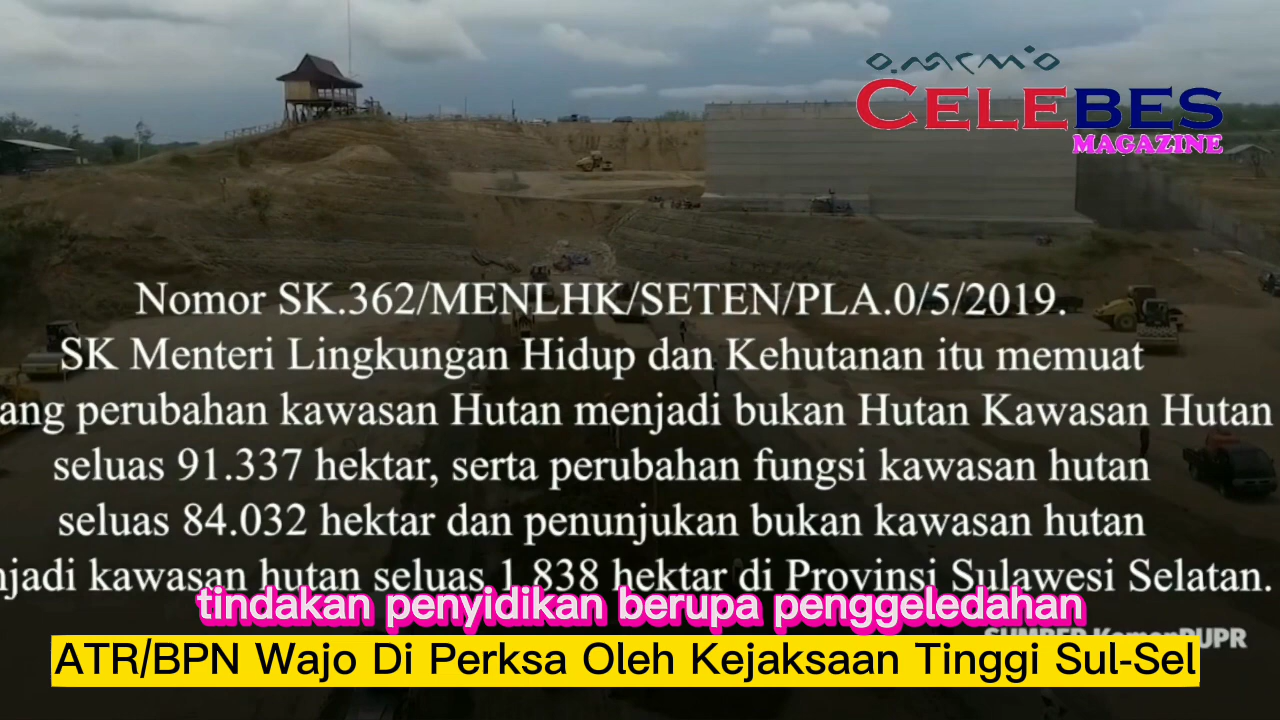 CELEBES
MAGAZINE
Nomor SK.362/MENLHK/SETEN/PLA.0/5/2019.
SK Menteri Lingkungan Hidup dan Kehutanan itu memuat
ang perubahan kawasan Hutan menjadi bukan Hutan Kawasan Hutan
seluas 91.337 hektar, serta perubahan fungsi kawasan hutan
seluas 84.032 hektar dan penunjukan bukan kawasan hutan
njadi kawasan hutan seluas 1.838 hektar di Provinsi Sulawesi Selatan.
tindakan penyidikan berupa penggeledahan
SUMBER KemenPUPR
ATR/BPN Wajo Di Perksa Oleh Kejaksaan Tinggi Sul-Sel